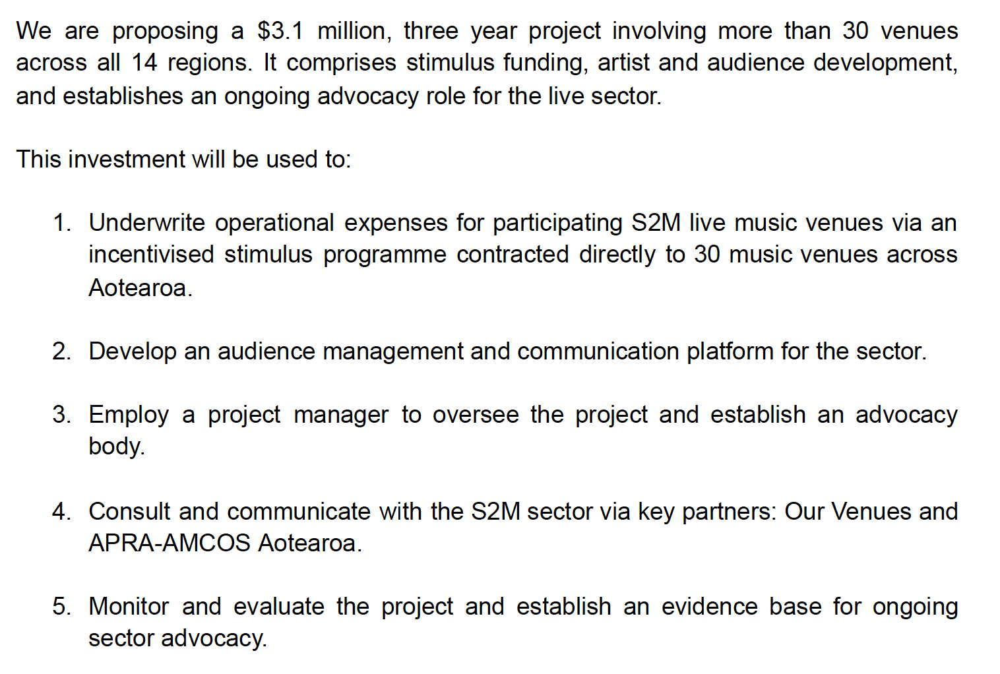 We are proposing a $3.1 million, three year project involving more than 30 venues
across all 14 regions. It comprises stimulus funding, artist and audience development,
and establishes an ongoing advocacy role for the live sector.
This investment will be used to:
1. Underwrite operational expenses for participating S2M live music venues via an
incentivised stimulus programme contracted directly to 30 music venues across
Aotearoa.
2. Develop an audience management and communication platform for the sector.
3. Employ a project manager to oversee the project and establish an advocacy
body.
4. Consult and communicate with the S2M sector via key partners: Our Venues and
APRA-AMCOS Aotearoa.
5. Monitor and evaluate the project and establish an evidence base for ongoing
sector advocacy.